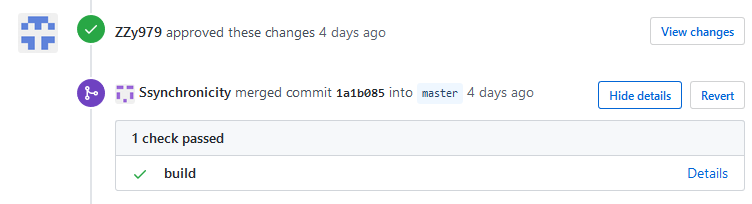 ZZy979 approved these changes 4 days ago
View changes
Ssynchronicity merged commit 1a1b085 into master 4 days ago
Hide details
Revert
1 check passed
build
Details